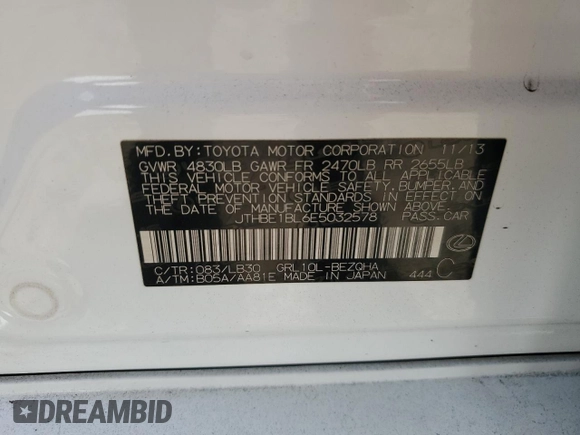 MFD.BY:TOYOTA MOTOR CORPORATION 11/13
GVWR 4830LB GAWR FR 2470LB RR 2655LB
THIS VEHICLE CONFORMS TO ALL APPLICABLE
FEDERAL MOTOR VEHICLE SAFETY, BUMPER, AND
THEFT PREVENTION STANDARDS IN EFFECT ON
THE DATE OF MANUFACTURE SHOWN ABOVE.
JTHBE1BL6E5032578 PASS.CAR
C/TR:083/LB30 GRL10L-BEZQHA
A/TM:B05A/AA81E MADE IN JAPAN 444 C
DREAMBID